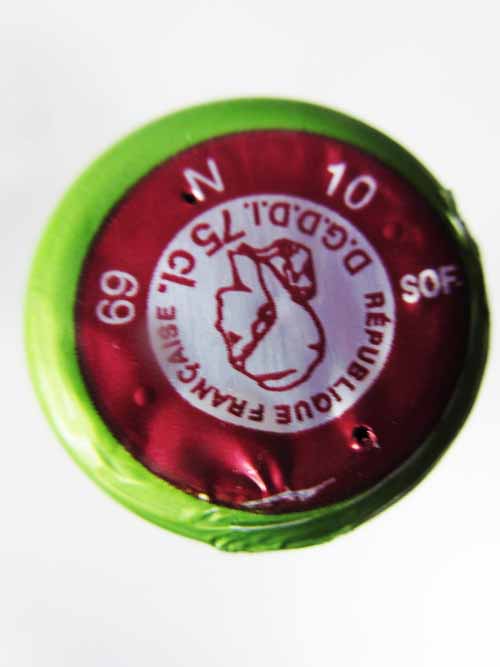 69
N
10
SOF
D.G.D.D.I. 75 Cl.
RÉPUBLIQUE FRANÇAISE